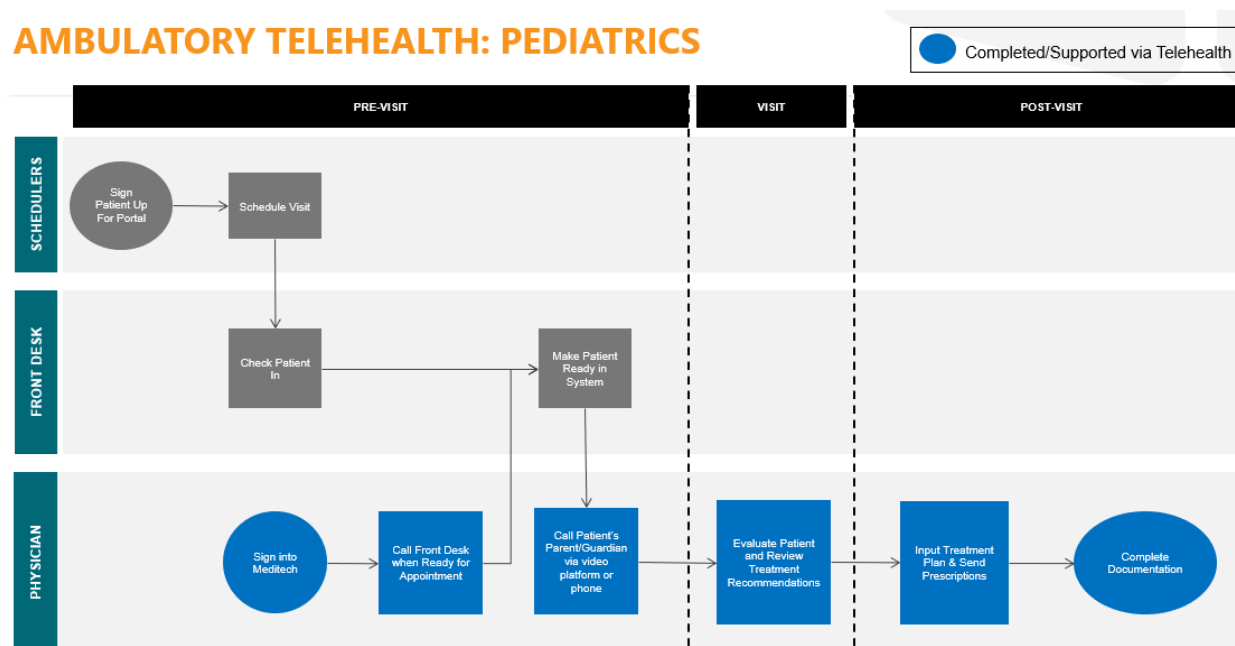 AMBULATORY TELEHEALTH: PEDIATRICS
Completed/Supported via Telehealth
PRE-VISIT
VISIT
POST-VISIT
SCHEDULERS
Sign
Patient Up
For Portal
Schedule Visit
FRONT DESK
Check Patient
In
Make Patient
Ready in
System
PHYSICIAN
Sign into
Meditech
Call Front Desk
when Ready for
Appointment
Call Patient's
Parent/Guardian
via video
platform or
phone
Evaluate Patient
and Review
Treatment
Recommendations
Input Treatment
Plan & Send
Prescriptions
Complete
Documentation